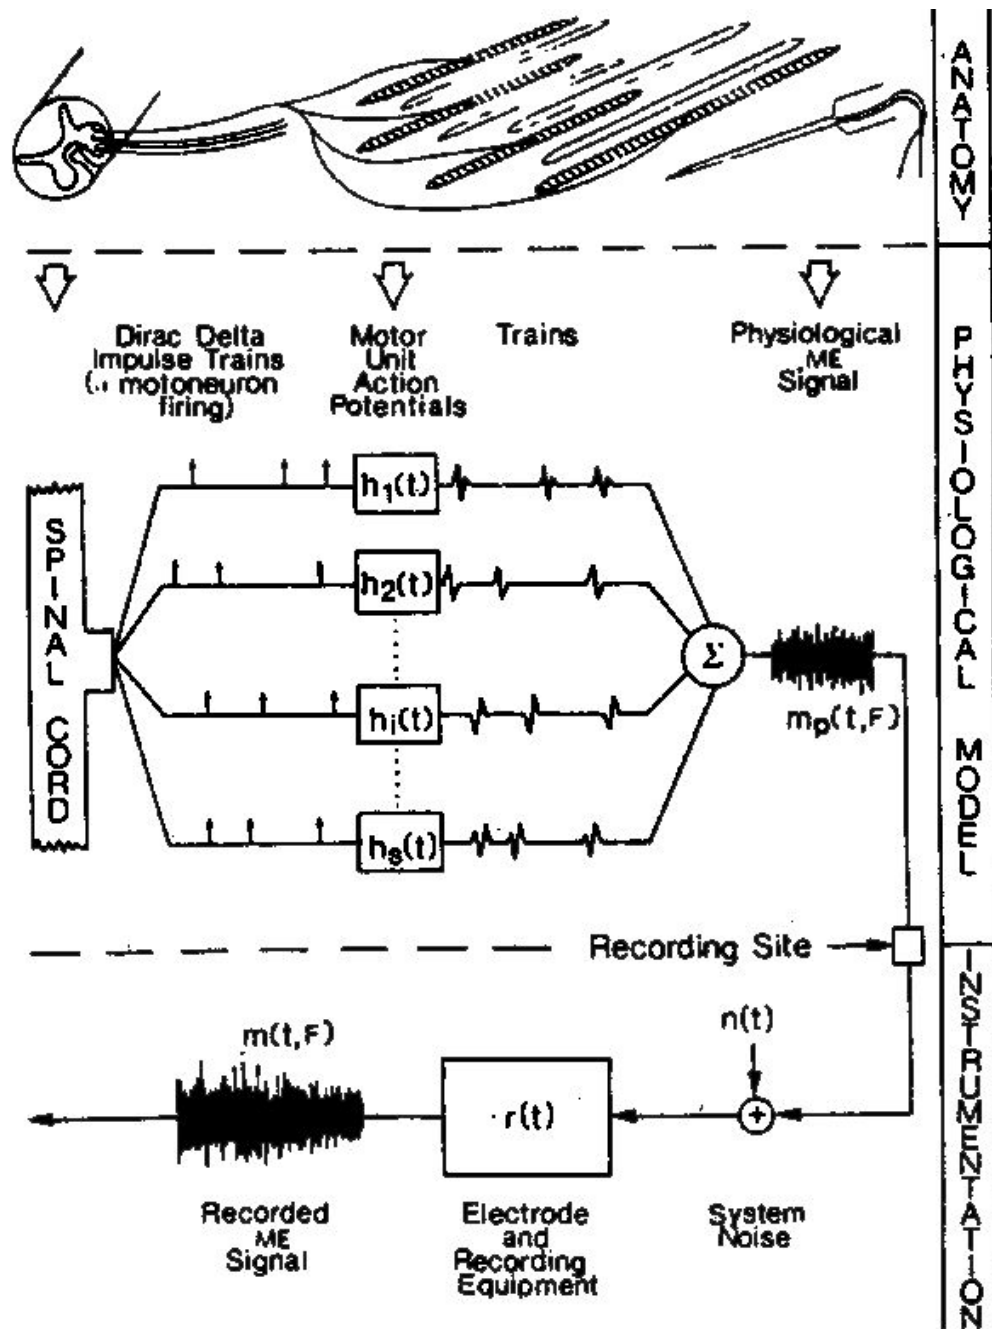 ANATOMY
Dirac Delta
Impulse Trains
(α motoneuron
firing)
Motor
Unit
Action
Potentials
Trains
Physiological
ME
Signal
PHYSIOLOGICAL MODEL
SPINAL CORD
h₁(t)
h₂(t)
hᵢ(t)
hₛ(t)
Σ
mₚ(t,F)
Recording Site
INSTRUMENTATION
m(t,F)
n(t)
r(t)
+
Recorded
ME
Signal
Electrode
and
Recording
Equipment
System
Noise